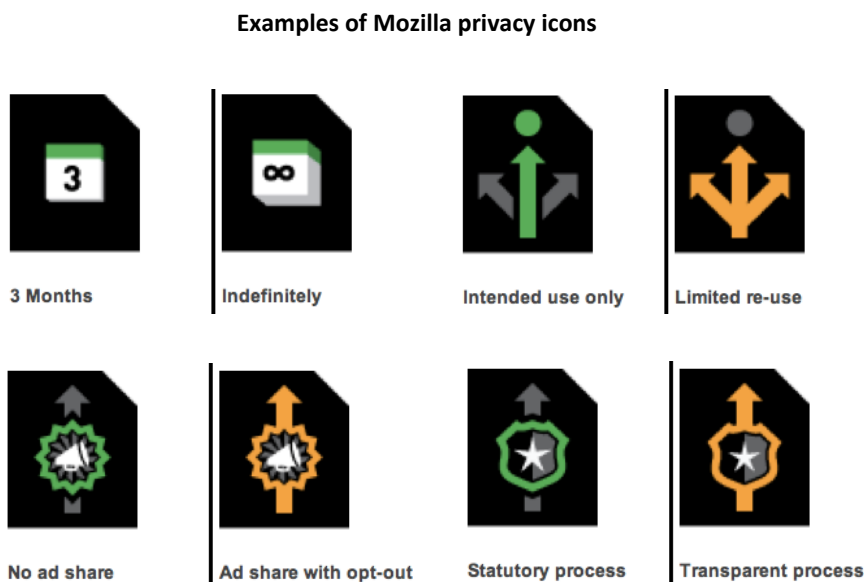 Examples of Mozilla privacy icons
3
∞
3 Months
Indefinitely
Intended use only
Limited re-use
No ad share
Ad share with opt-out
Statutory process
Transparent process